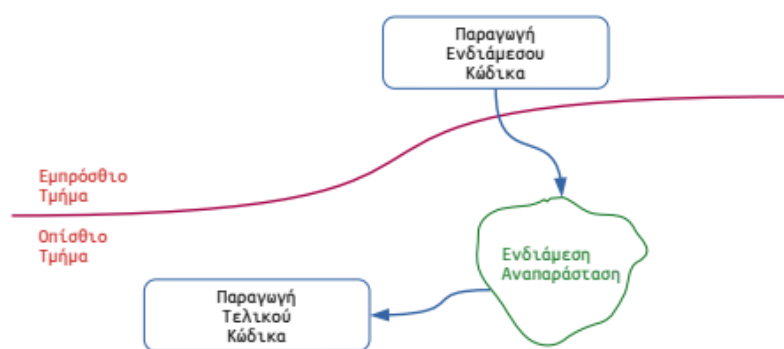 Παραγωγή
Ενδιάμεσου
Κώδικα
Εμπρόσθιο
Τμήμα
Οπίσθιο
Τμήμα
Ενδιάμεση
Αναπαράσταση
Παραγωγή
Τελικού
Κώδικα